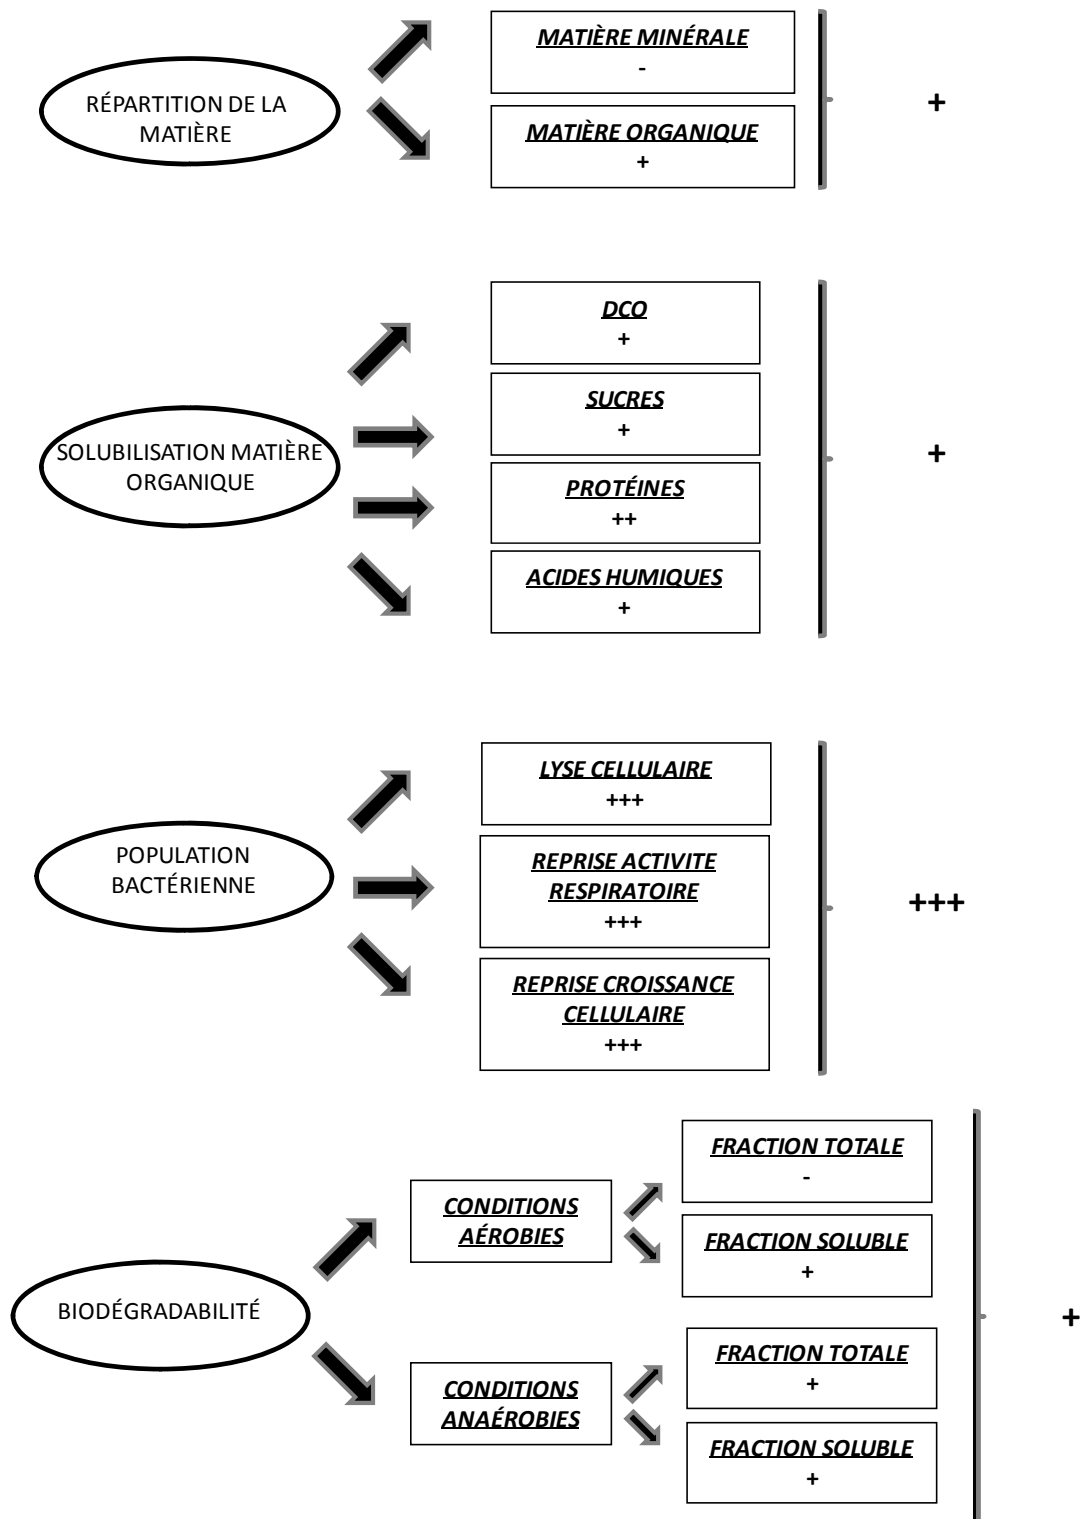 RÉPARTITION DE LA
MATIÈRE
MATIÈRE MINÉRALE
-
MATIÈRE ORGANIQUE
+
+
SOLUBILISATION MATIÈRE
ORGANIQUE
DCO
+
SUCRES
+
PROTÉINES
++
ACIDES HUMIQUES
+
+
POPULATION
BACTÉRIENNE
LYSE CELLULAIRE
+++
REPRISE ACTIVITE
RESPIRATOIRE
+++
REPRISE CROISSANCE
CELLULAIRE
+++
+++
BIODÉGRADABILITÉ
CONDITIONS
AÉROBIES
FRACTION TOTALE
-
FRACTION SOLUBLE
+
CONDITIONS
ANAÉROBIES
FRACTION TOTALE
+
FRACTION SOLUBLE
+
+